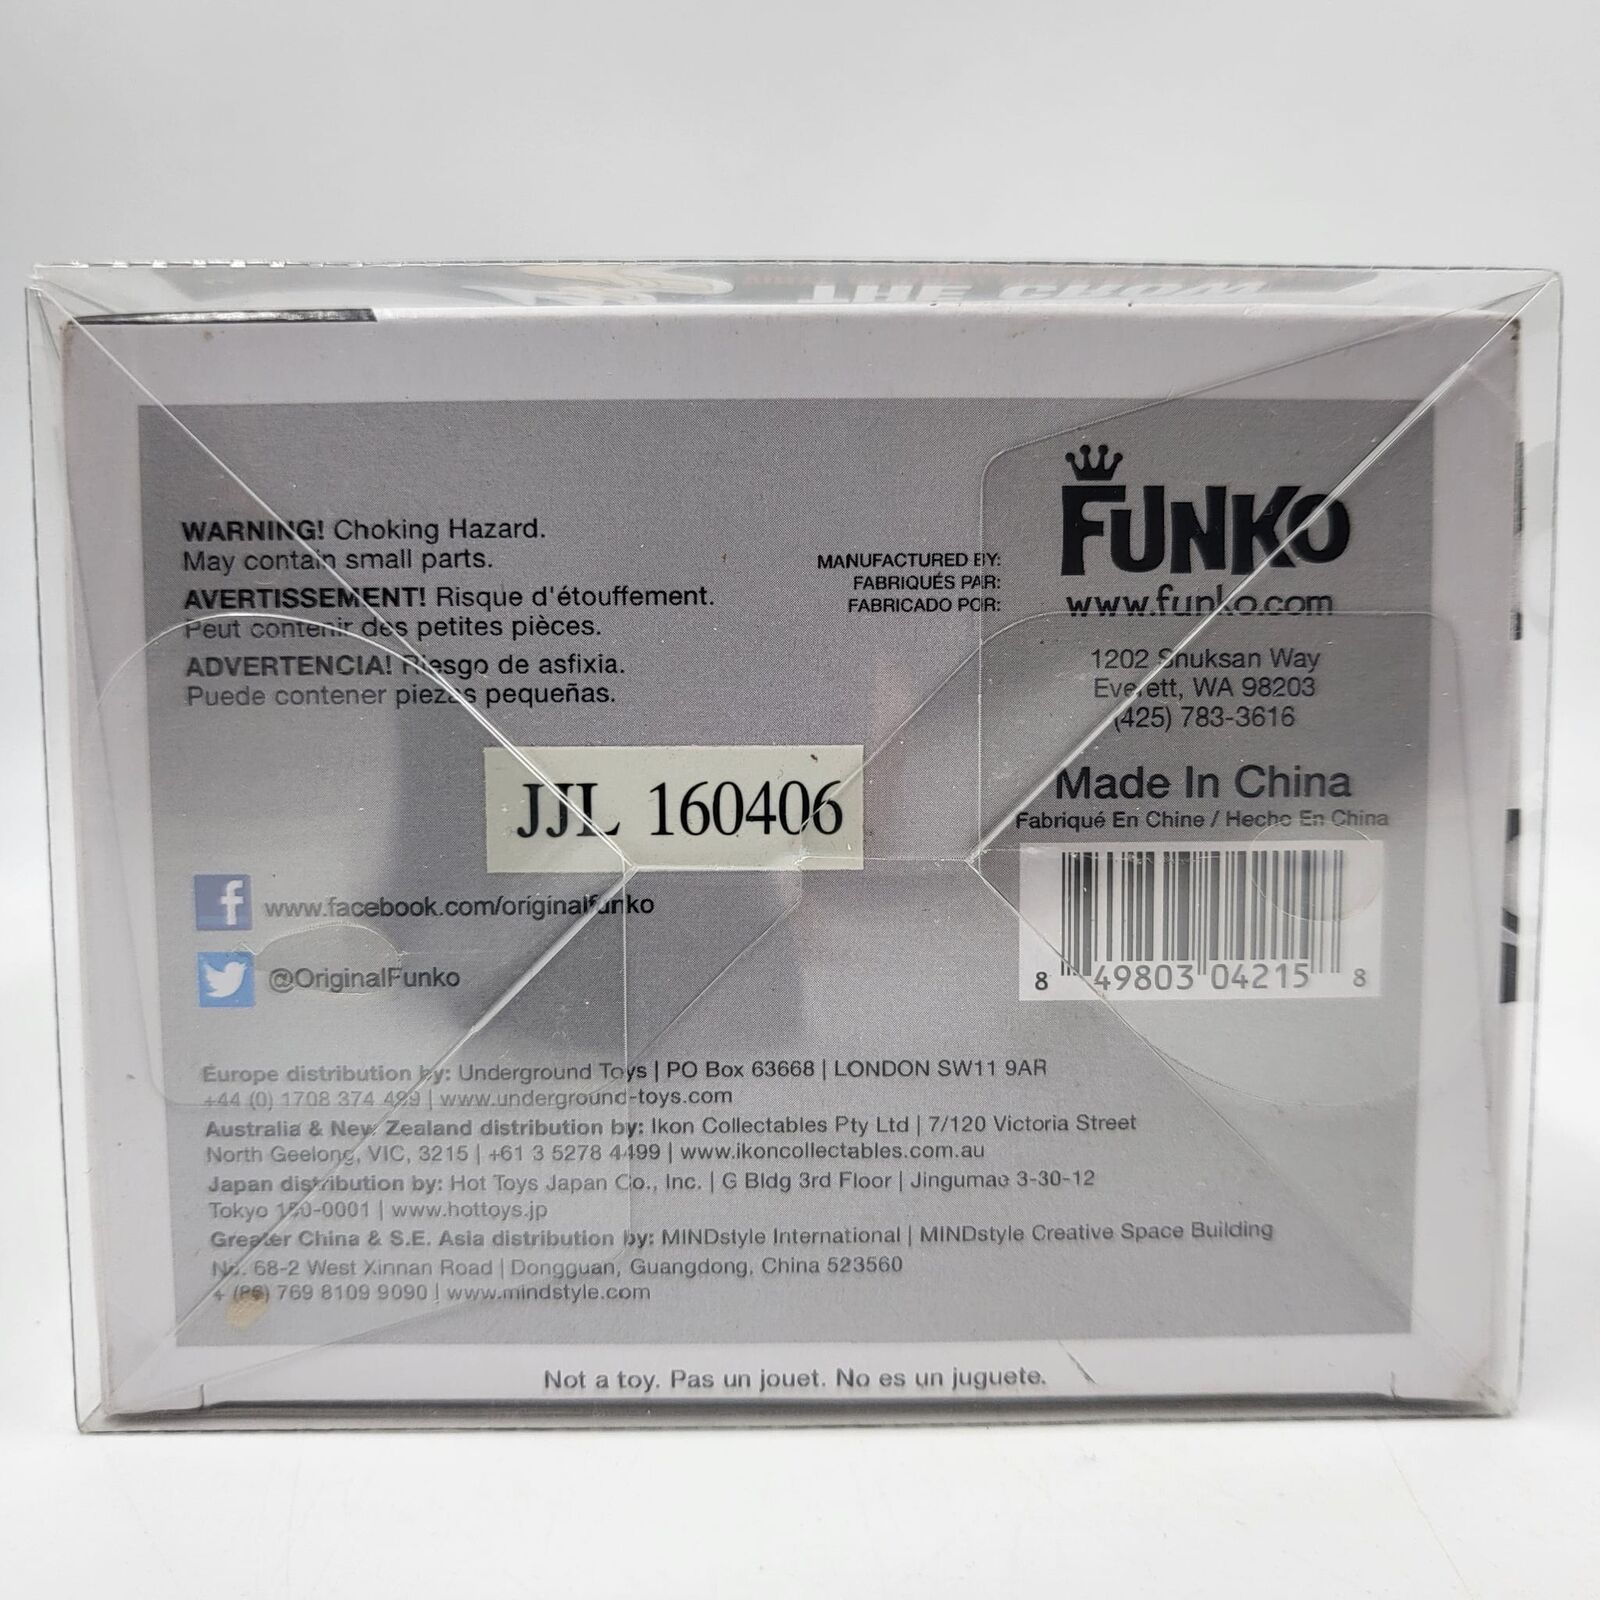 THE CROW
WARNING! Choking Hazard.
May contain small parts.
AVERTISSEMENT! Risque d'étouffement.
Peut contenir des petites pièces.
ADVERTENCIA! Riesgo de asfixia.
Puede contener piezas pequeñas.
MANUFACTURED BY:
FABRIQUÉS PAR:
FABRICADO POR:
FUNKO
www.funko.com
1202 Shuksan Way
Everett, WA 98203
(425) 783-3616
Made In China
Fabriqué En Chine / Hecho En China
JJL 160406
8 49803 04215 8
www.facebook.com/originalfunko
@OriginalFunko
Europe distribution by: Underground Toys | PO Box 63668 | LONDON SW11 9AR
+44 (0) 1708 374 499 | www.underground-toys.com
Australia & New Zealand distribution by: Ikon Collectables Pty Ltd | 7/120 Victoria Street
North Geelong, VIC, 3215 | +61 3 5278 4499 | www.ikoncollectables.com.au
Japan distribution by: Hot Toys Japan Co., Inc. | G Bldg 3rd Floor | Jingumae 3-30-12
Tokyo 150-0001 | www.hottoys.jp
Greater China & S.E. Asia distribution by: MINDstyle International | MINDstyle Creative Space Building
No. 68-2 West Xinnan Road | Dongguan, Guangdong, China 523560
+ (86) 769 8109 9090 | www.mindstyle.com
Not a toy. Pas un jouet. No es un juguete.